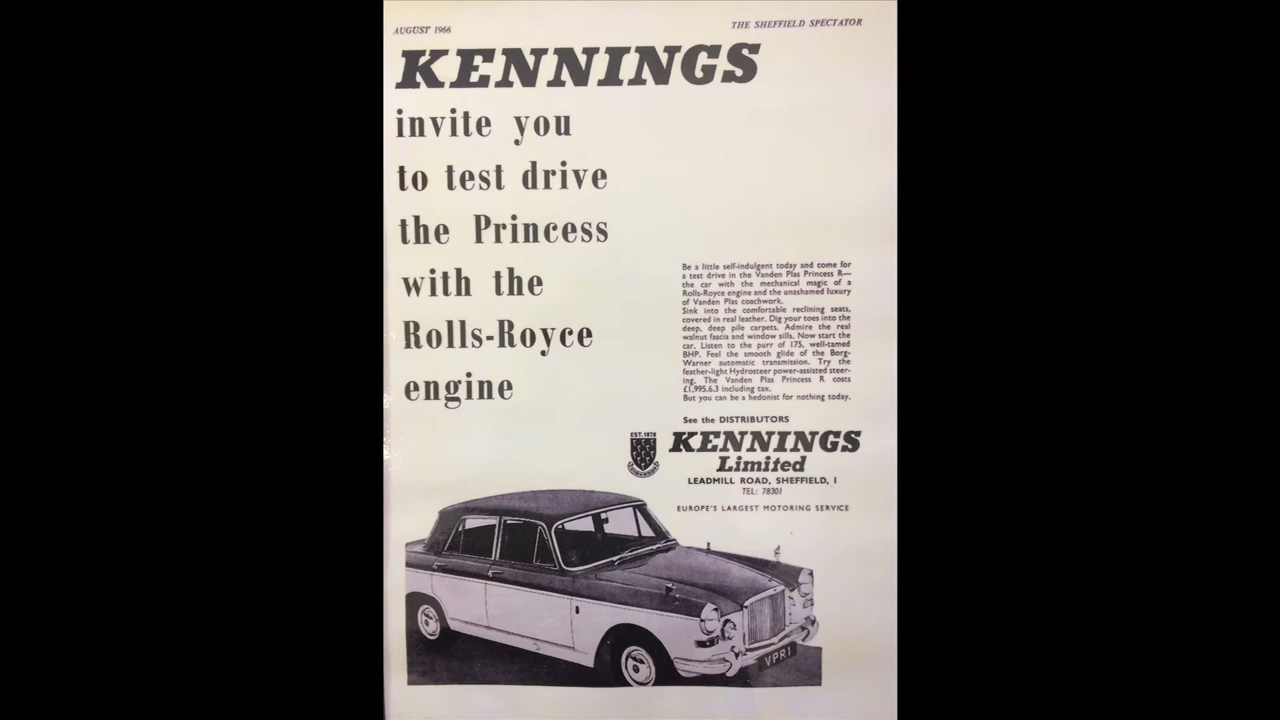 AUGUST 1966
THE SHEFFIELD SPECTATOR
KENNINGS
invite you
to test drive
the Princess
with the
Rolls-Royce
engine
Be a little self-indulgent today and come for
a test drive in the Vanden Plas Princess R—
the car with the mechanical magic of a
Rolls-Royce engine and the unashamed luxury
of Vanden Plas coachwork.
Sink into the comfortable reclining seats,
covered in real leather. Dig your toes into the
deep, deep pile carpets. Admire the real
walnut fascia and window sills. Now start the
car. Listen to the purr of 175, well-tamed
BHP. Feel the smooth glide of the Borg-
Warner automatic transmission. Try the
feather-light Hydrosteer power-assisted steer-
ing. The Vanden Plas Princess R costs
£1,995.6.3 including tax.
But you can be a hedonist for nothing today.
See the DISTRIBUTORS
EST. 1878
KENNINGS
Limited
LEADMILL ROAD, SHEFFIELD, 1
TEL: 78301
EUROPE'S LARGEST MOTORING SERVICE
VPR1